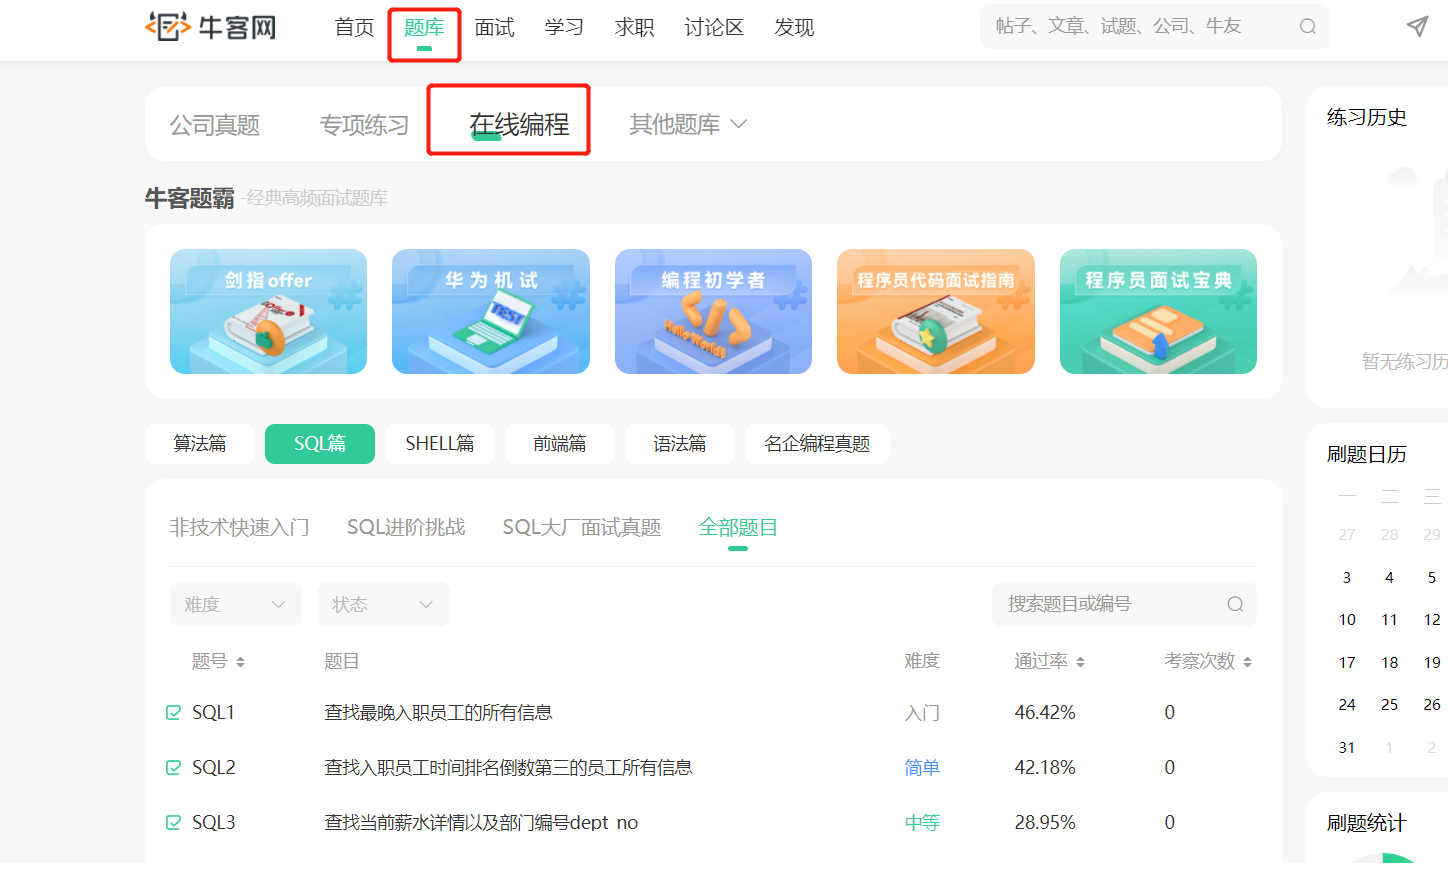 牛客网 首页 题库 面试 学习 求职 讨论区 发现 帖子、文章、试题、公司、牛友
公司真题 专项练习 在线编程 其他题库
练习历史
牛客题霸 -经典高频面试题库
剑指offer 华为机试 编程初学者 程序员代码面试指南 程序员面试宝典
TEST
Hello World!
暂无练习历
算法篇 SQL篇 SHELL篇 前端篇 语法篇 名企编程真题
刷题日历
一 二 三
非技术快速入门 SQL进阶挑战 SQL大厂面试真题 全部题目
27 28 29
3 4 5
难度 状态 搜索题目或编号
10 11 12
题号 题目 难度 通过率 考察次数
17 18 19
SQL1 查找最晚入职员工的所有信息 入门 46.42% 0
24 25 26
31 1 2
SQL2 查找入职员工时间排名倒数第三的员工所有信息 简单 42.18% 0
SQL3 查找当前薪水详情以及部门编号dept_no 中等 28.95% 0
刷题统计